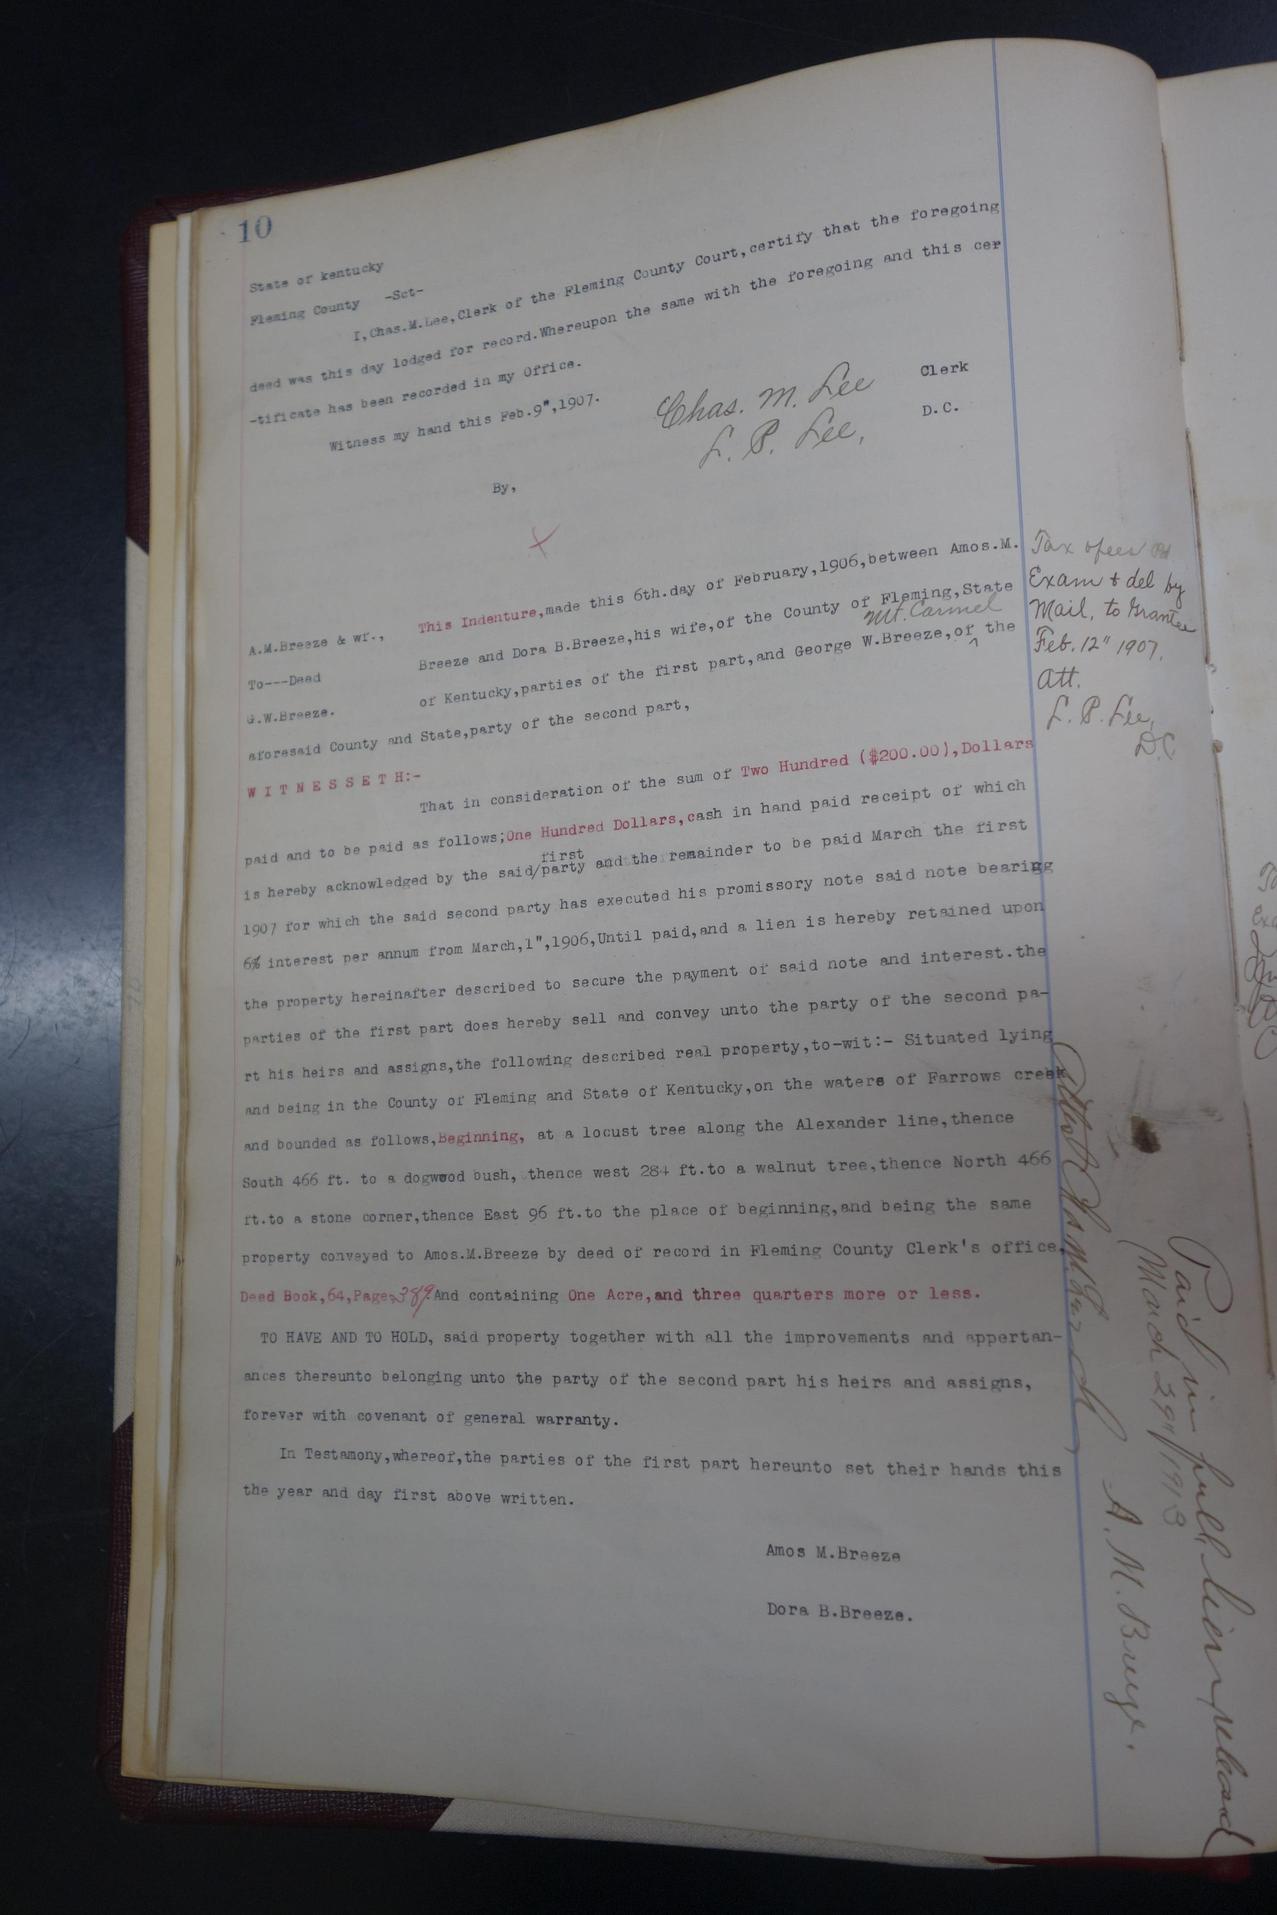 10
State of kentucky
Fleming County -Sct-
I,Chas.M.Lee,Clerk of the Fleming County Court,certify that the foregoing
deed was this day lodged for record.Whereupon the same with the foregoing and this cer
-tificate has been recorded in my Office.
Witness my hand this Feb.9",1907.
Chas. M. Lee Clerk
By, L. P. Lee, D.C.
A.M.Breeze & wf.,
To---Deed
G.W.Breeze.
This Indenture,made this 6th.day of February,1906,between Amos.M.
Breeze and Dora B.Breeze,his wife,of the County of Fleming,State
Mt. Carmel
of Kentucky,parties of the first part,and George W.Breeze,of the
aforesaid County and State,party of the second part,
WITNESSETH:-
That in consideration of the sum of Two Hundred ($200.00),Dollars
paid and to be paid as follows;One Hundred Dollars,cash in hand paid receipt of which
first
is hereby acknowledged by the said/party and the remainder to be paid March the first
1907 for which the said second party has executed his promissory note said note bearing
6% interest per annum from March,1",1906,Until paid,and a lien is hereby retained upon
the property hereinafter described to secure the payment of said note and interest.the
parties of the first part does hereby sell and convey unto the party of the second pa-
rt his heirs and assigns,the following described real property,to-wit:- Situated lying
and being in the County of Fleming and State of Kentucky,on the waters of Farrows creek
and bounded as follows,Beginning, at a locust tree along the Alexander line,thence
South 466 ft. to a dogwood bush, thence west 284 ft.to a walnut tree,thence North 466
ft.to a stone corner,thence East 96 ft.to the place of beginning,and being the same
property conveyed to Amos.M.Breeze by deed of record in Fleming County Clerk's office,
Deed Book,64,Page,389.And containing One Acre,and three quarters more or less.
TO HAVE AND TO HOLD, said property together with all the improvements and appertan-
ances thereunto belonging unto the party of the second part his heirs and assigns,
forever with covenant of general warranty.
In Testamony,whereof,the parties of the first part hereunto set their hands this
the year and day first above written.
Amos M.Breeze
Dora B.Breeze.
Tax & fees Pd
Exam & del by
Mail, to Grantee
Feb. 12" 1907.
Att.
L. P. Lee,
D.C
Paid in full, lien released
March 29" 1913
A. M. Breeze.
Attest